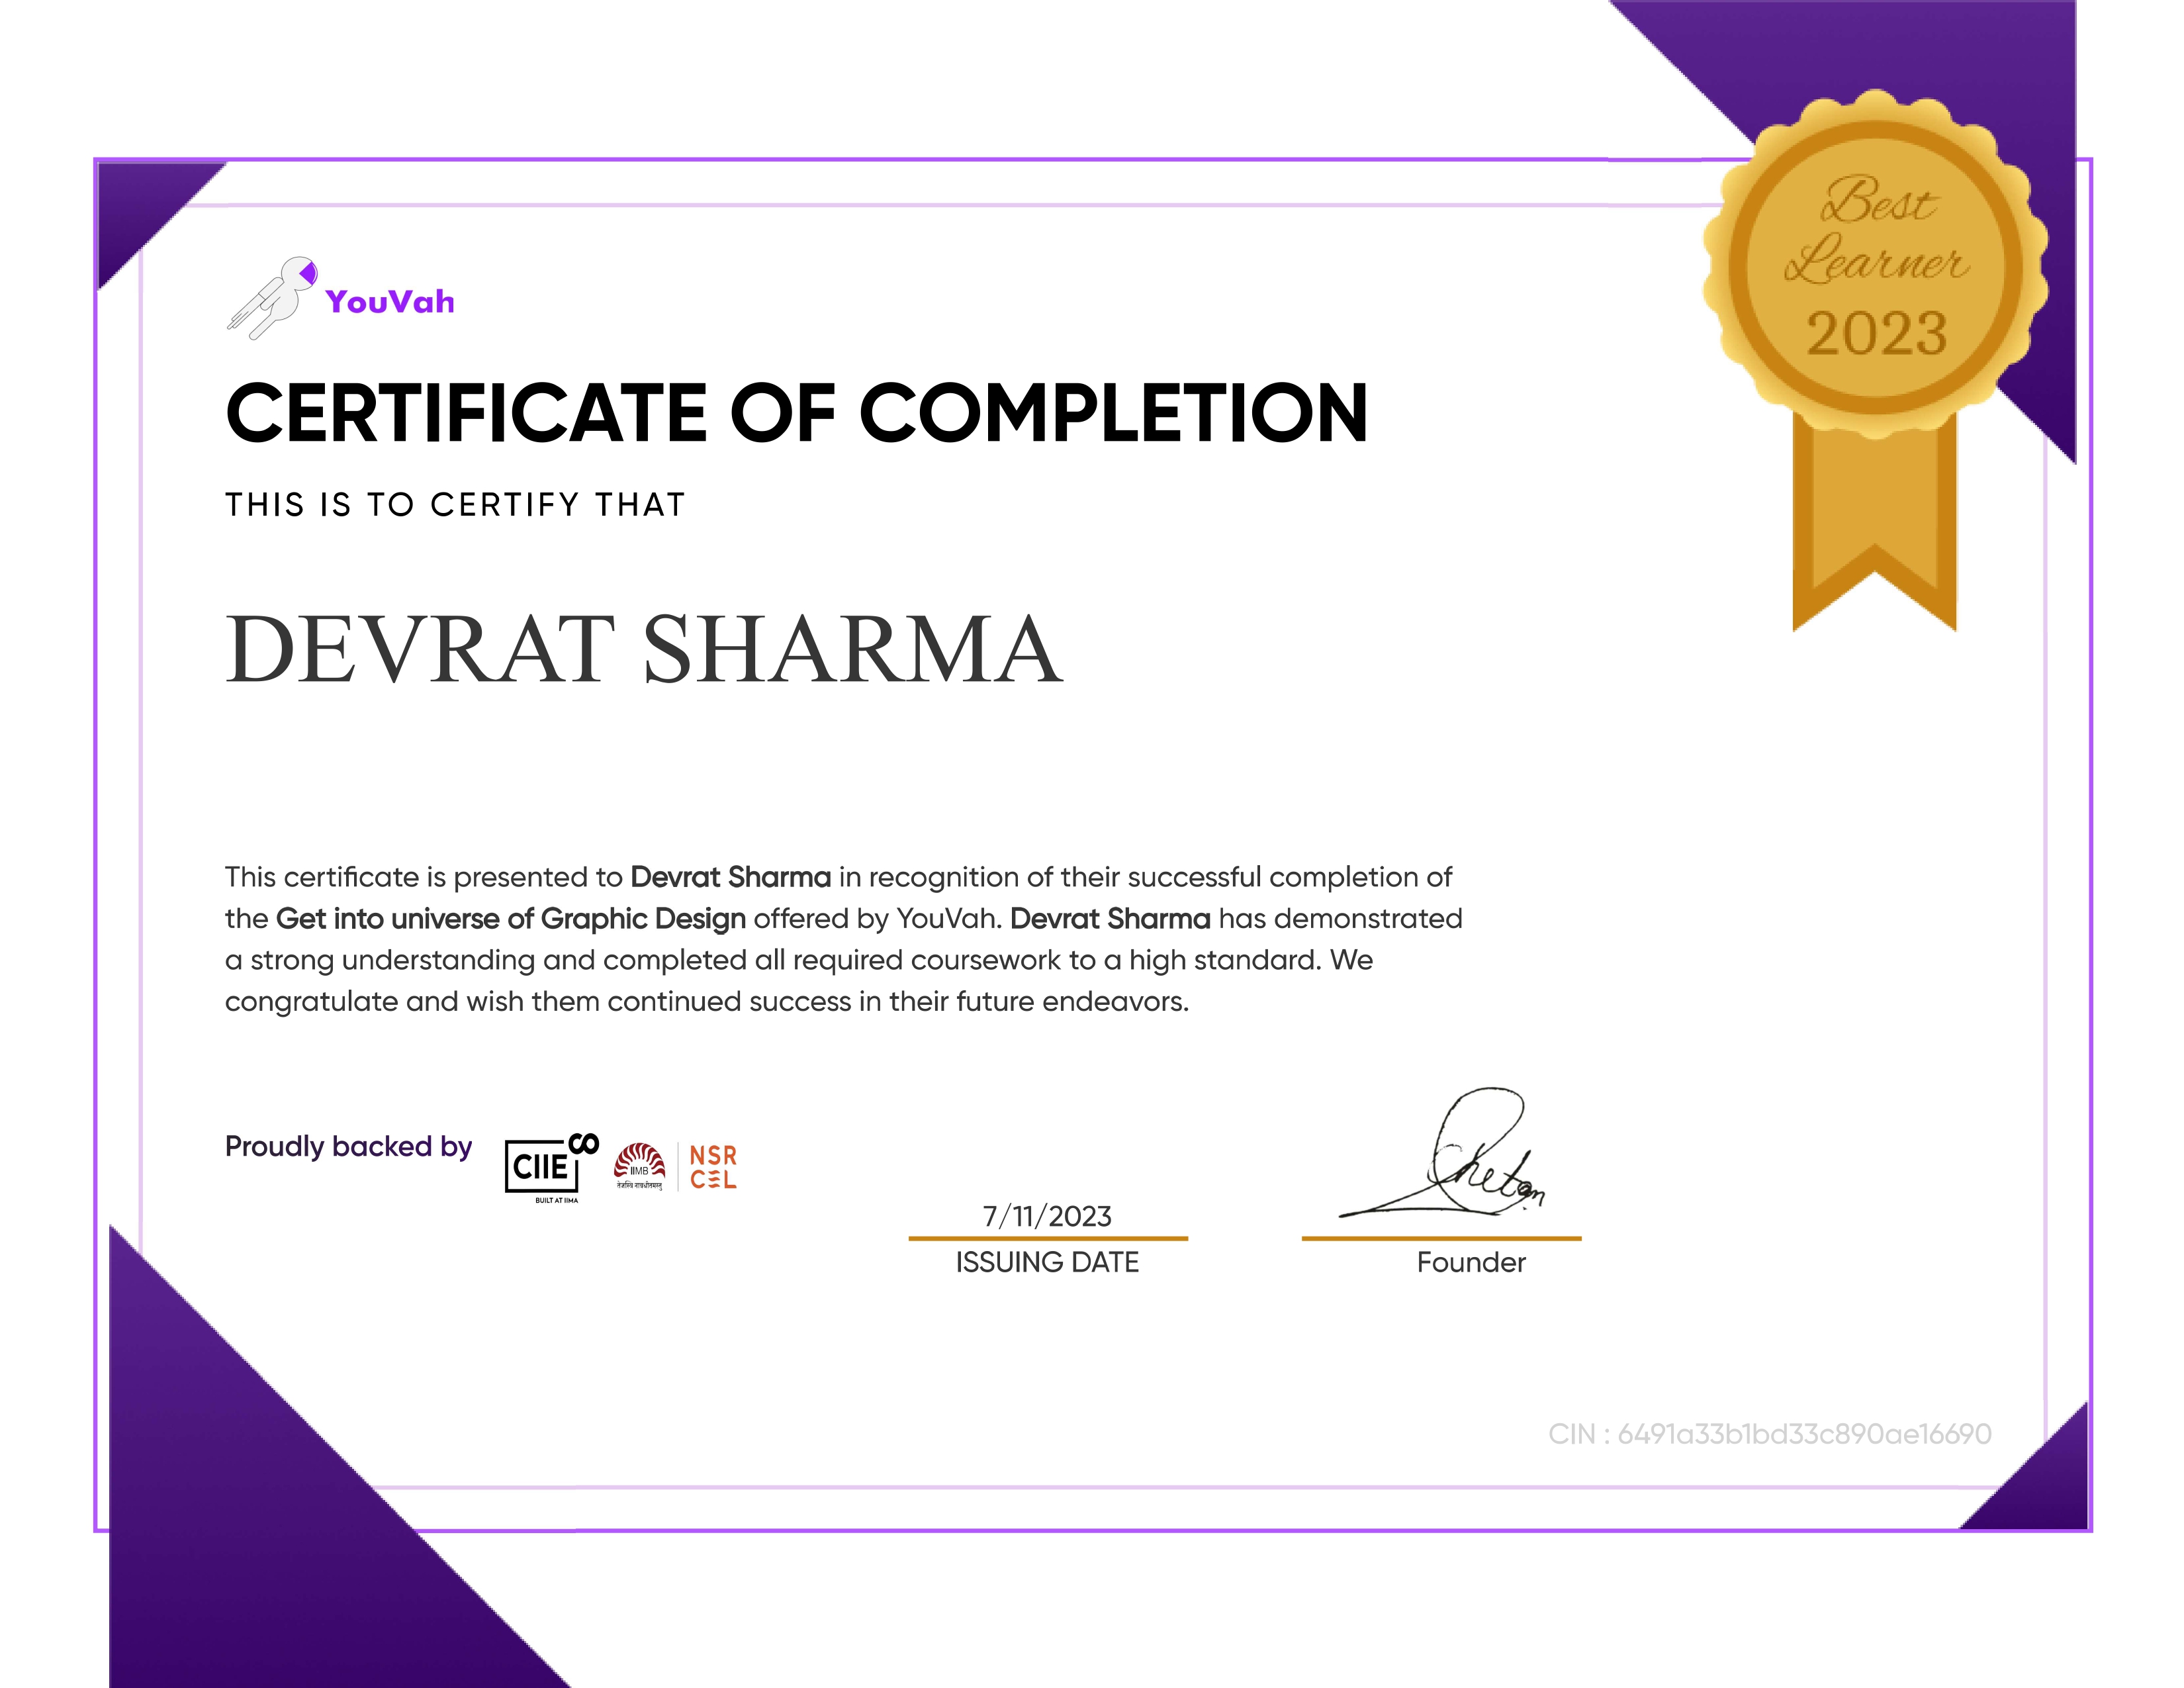 Best
Learner
2023
YouVah
CERTIFICATE OF COMPLETION
THIS IS TO CERTIFY THAT
DEVRAT SHARMA
This certificate is presented to Devrat Sharma in recognition of their successful completion of
the Get into universe of Graphic Design offered by YouVah. Devrat Sharma has demonstrated
a strong understanding and completed all required coursework to a high standard. We
congratulate and wish them continued success in their future endeavors.
Proudly backed by
CIIE
BUILT AT IIMA
IIMB
NSR
CEL
Chetan
7/11/2023
ISSUING DATE
Founder
CIN : 6491a33b1bd33c890ae16690